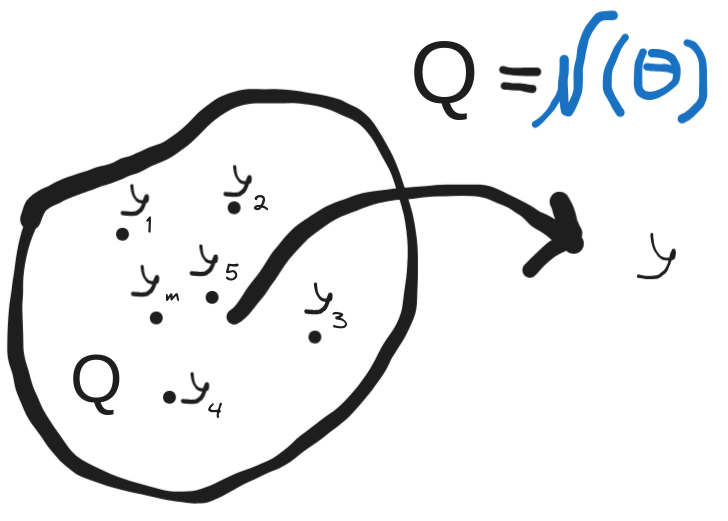 Q = N(θ)
y₁
y₂
y₅
yₘ
y₃
y
Q
y₄